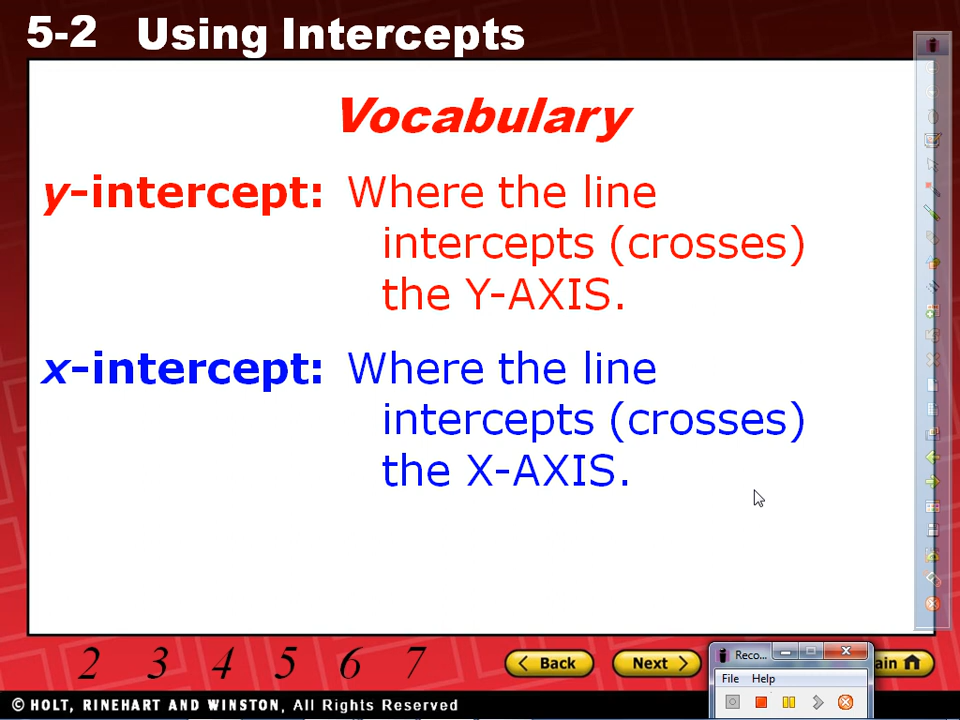 5-2 Using Intercepts
Vocabulary
y-intercept: Where the line
intercepts (crosses)
the Y-AXIS.
x-intercept: Where the line
intercepts (crosses)
the X-AXIS.
2 3 4 5 6 7
Back
Next
ain
Reco...
File Help
© HOLT, RINEHART AND WINSTON, All Rights Reserved